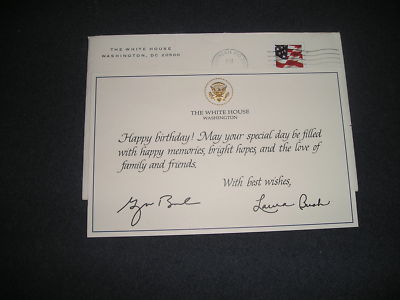 THE WHITE HOUSE
WASHINGTON, DC 20500
THE WHITE HOUSE
WASHINGTON
Happy birthday! May your special day be filled
with happy memories, bright hopes, and the love of
family and friends.
With best wishes,
Laura Bush